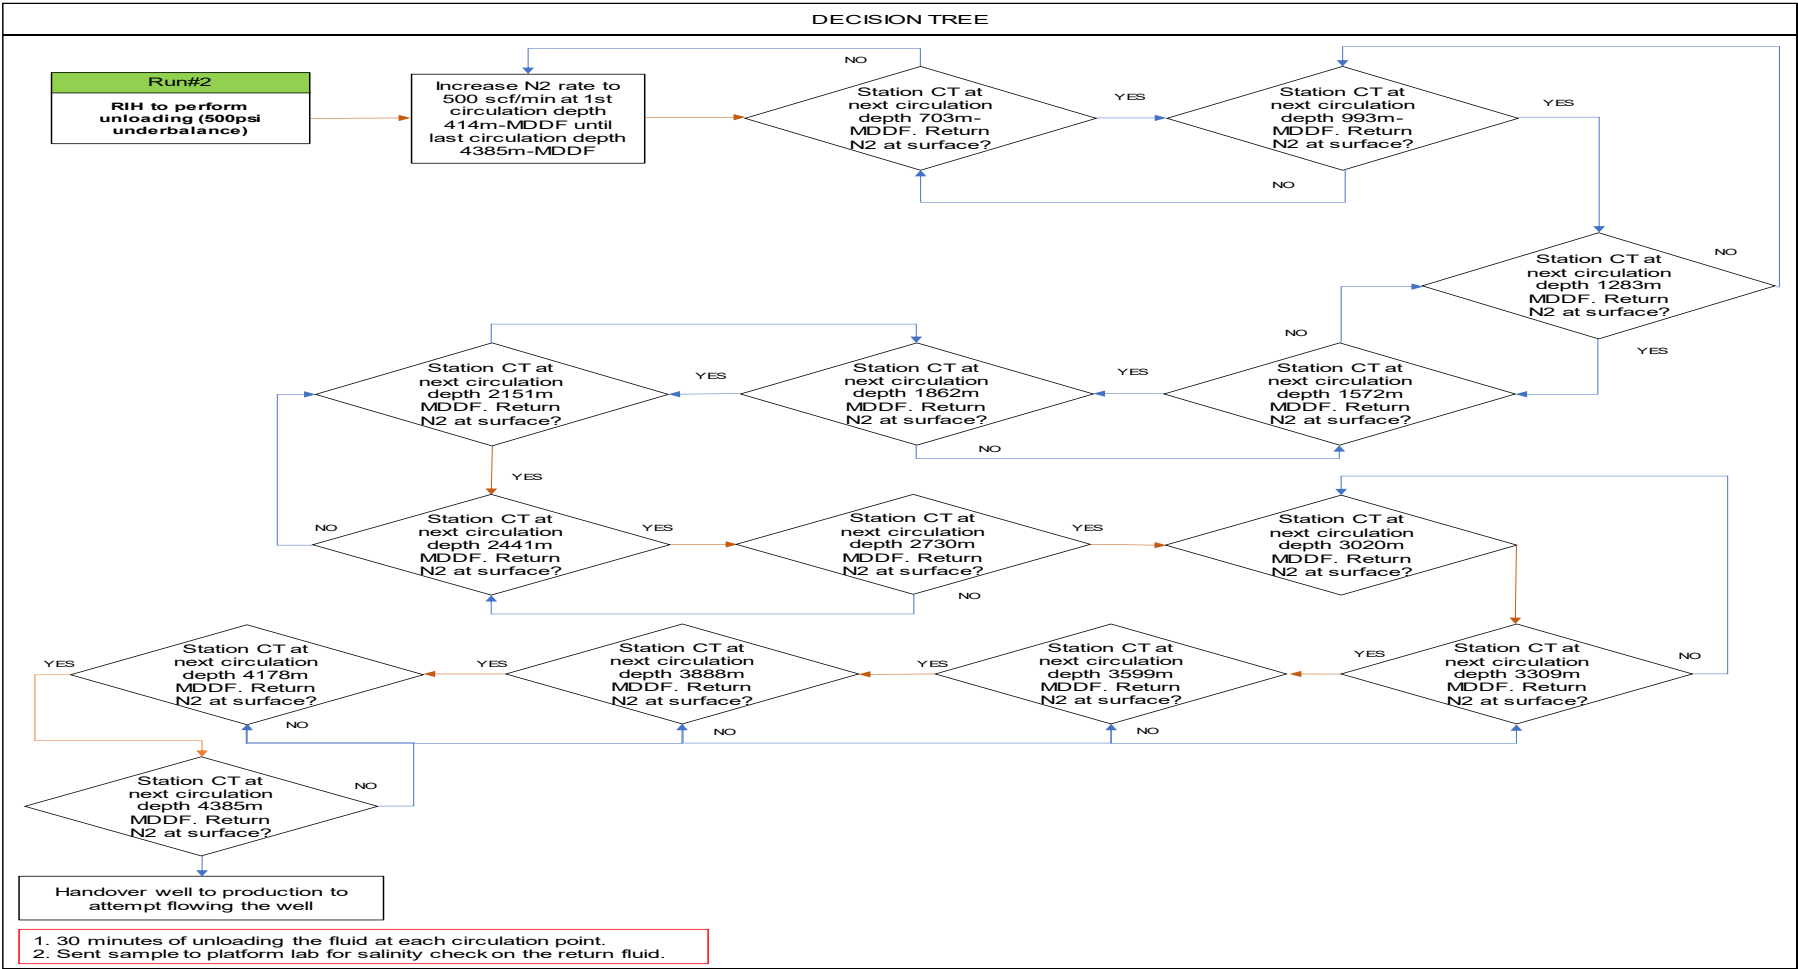 DECISION TREE
Run#2
RIH to perform
unloading (500psi
underbalance)
Increase N2 rate to
500 scf/min at 1st
circulation depth
414m-MDDF until
last circulation depth
4385m-MDDF
NO
Station CT at
next circulation
depth 703m-
MDDF. Return
N2 at surface?
YES
Station CT at
next circulation
depth 993m-
MDDF. Return
N2 at surface?
YES
NO
Station CT at
next circulation
depth 1283m
MDDF. Return
N2 at surface?
NO
YES
Station CT at
next circulation
depth 1572m
MDDF. Return
N2 at surface?
NO
YES
Station CT at
next circulation
depth 1862m
MDDF. Return
N2 at surface?
NO
YES
Station CT at
next circulation
depth 2151m
MDDF. Return
N2 at surface?
YES
Station CT at
next circulation
depth 2441m
MDDF. Return
N2 at surface?
NO
YES
Station CT at
next circulation
depth 2730m
MDDF. Return
N2 at surface?
NO
YES
Station CT at
next circulation
depth 3020m
MDDF. Return
N2 at surface?
Station CT at
next circulation
depth 3309m
MDDF. Return
N2 at surface?
NO
YES
Station CT at
next circulation
depth 3599m
MDDF. Return
N2 at surface?
NO
YES
Station CT at
next circulation
depth 3888m
MDDF. Return
N2 at surface?
NO
YES
Station CT at
next circulation
depth 4178m
MDDF. Return
N2 at surface?
NO
YES
Station CT at
next circulation
depth 4385m
MDDF. Return
N2 at surface?
NO
Handover well to production to
attempt flowing the well
1. 30 minutes of unloading the fluid at each circulation point.
2. Sent sample to platform lab for salinity check on the return fluid.